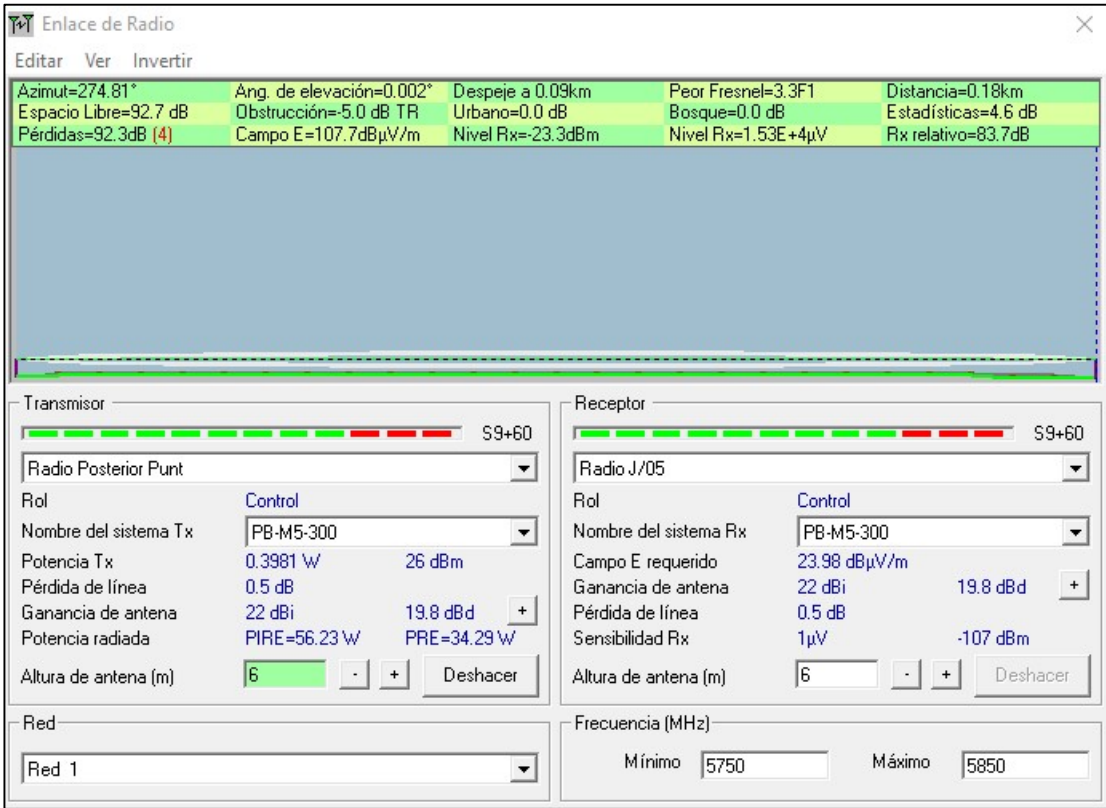 Enlace de Radio
Editar Ver Invertir
Azimut=274.81° Ang. de elevación=0.002° Despeje a 0.09km Peor Fresnel=3.3F1 Distancia=0.18km
Espacio Libre=92.7 dB Obstrucción=-5.0 dB TR Urbano=0.0 dB Bosque=0.0 dB Estadísticas=4.6 dB
Pérdidas=92.3dB (4) Campo E=107.7dBμV/m Nivel Rx=-23.3dBm Nivel Rx=1.53E+4μV Rx relativo=83.7dB
Transmisor
S9+60
Radio Posterior Punt
Rol Control
Nombre del sistema Tx PB-M5-300
Potencia Tx 0.3981 W 26 dBm
Pérdida de línea 0.5 dB
Ganancia de antena 22 dBi 19.8 dBd +
Potencia radiada PIRE=56.23 W PRE=34.29 W
Altura de antena (m) 6 - + Deshacer
Receptor
S9+60
Radio J/05
Rol Control
Nombre del sistema Rx PB-M5-300
Campo E requerido 23.98 dBμV/m
Ganancia de antena 22 dBi 19.8 dBd +
Pérdida de línea 0.5 dB
Sensibilidad Rx 1μV -107 dBm
Altura de antena (m) 6 - + Deshacer
Red
Red 1
Frecuencia (MHz)
Mínimo 5750 Máximo 5850